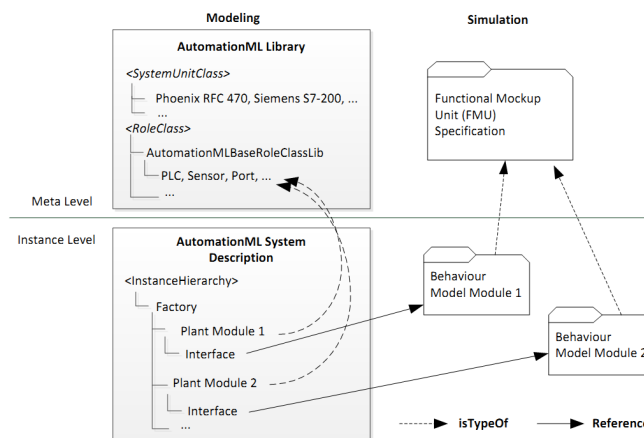 Modeling
Simulation
AutomationML Library
<SystemUnitClass>
Phoenix RFC 470, Siemens S7-200, ...
...
<RoleClass>
AutomationMLBaseRoleClassLib
PLC, Sensor, Port, ...
...
Functional Mockup
Unit (FMU)
Specification
Meta Level
Instance Level
AutomationML System
Description
<InstanceHierarchy>
Factory
Plant Module 1
Interface
Plant Module 2
Interface
...
Behaviour
Model Module 1
Behaviour
Model Module 2
isTypeOf
Reference